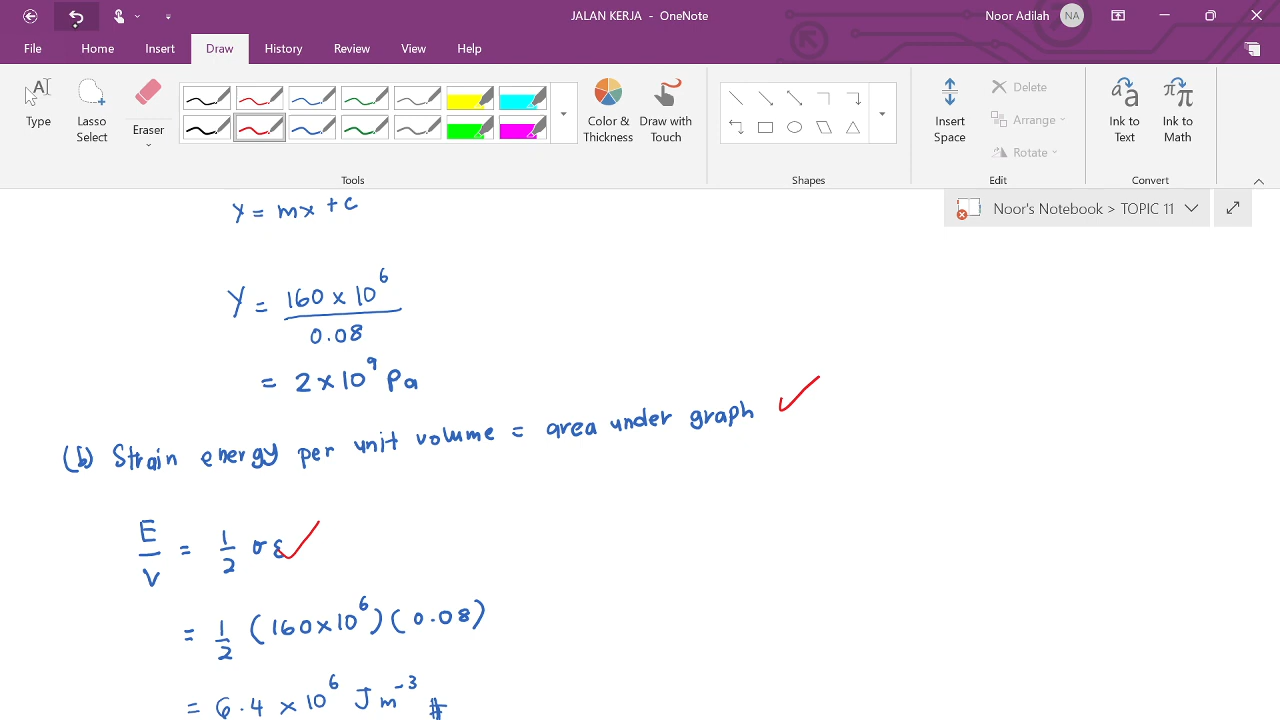 JALAN KERJA - OneNote
Noor Adilah NA
File Home Insert Draw History Review View Help
Type
Lasso Select
Eraser
Color & Thickness
Draw with Touch
Insert Space
Delete
Arrange
Rotate
Ink to Text
Ink to Math
Tools Shapes Edit Convert
Noor's Notebook > TOPIC 11
Y = mx + c
Y = 160 x 10^6 / 0.08
= 2 x 10^9 Pa
(b) Strain energy per unit volume = area under graph
E/V = 1/2 σε
= 1/2 (160x10^6)(0.08)
= 6.4 x 10^6 Jm^-3 #